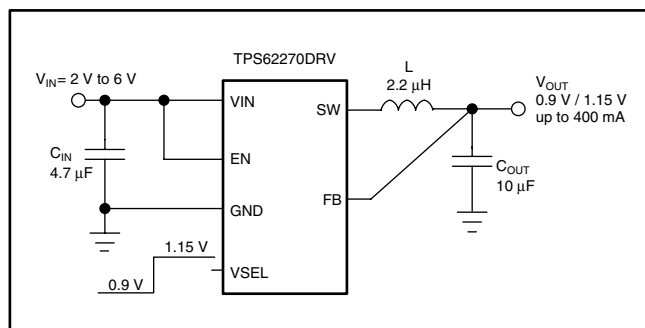 TPS62270DRV
V_IN = 2 V to 6 V
VIN
SW
L
2.2 μH
V_OUT
0.9 V / 1.15 V
up to 400 mA
C_IN
4.7 μF
EN
C_OUT
10 μF
GND
FB
1.15 V
VSEL
0.9 V